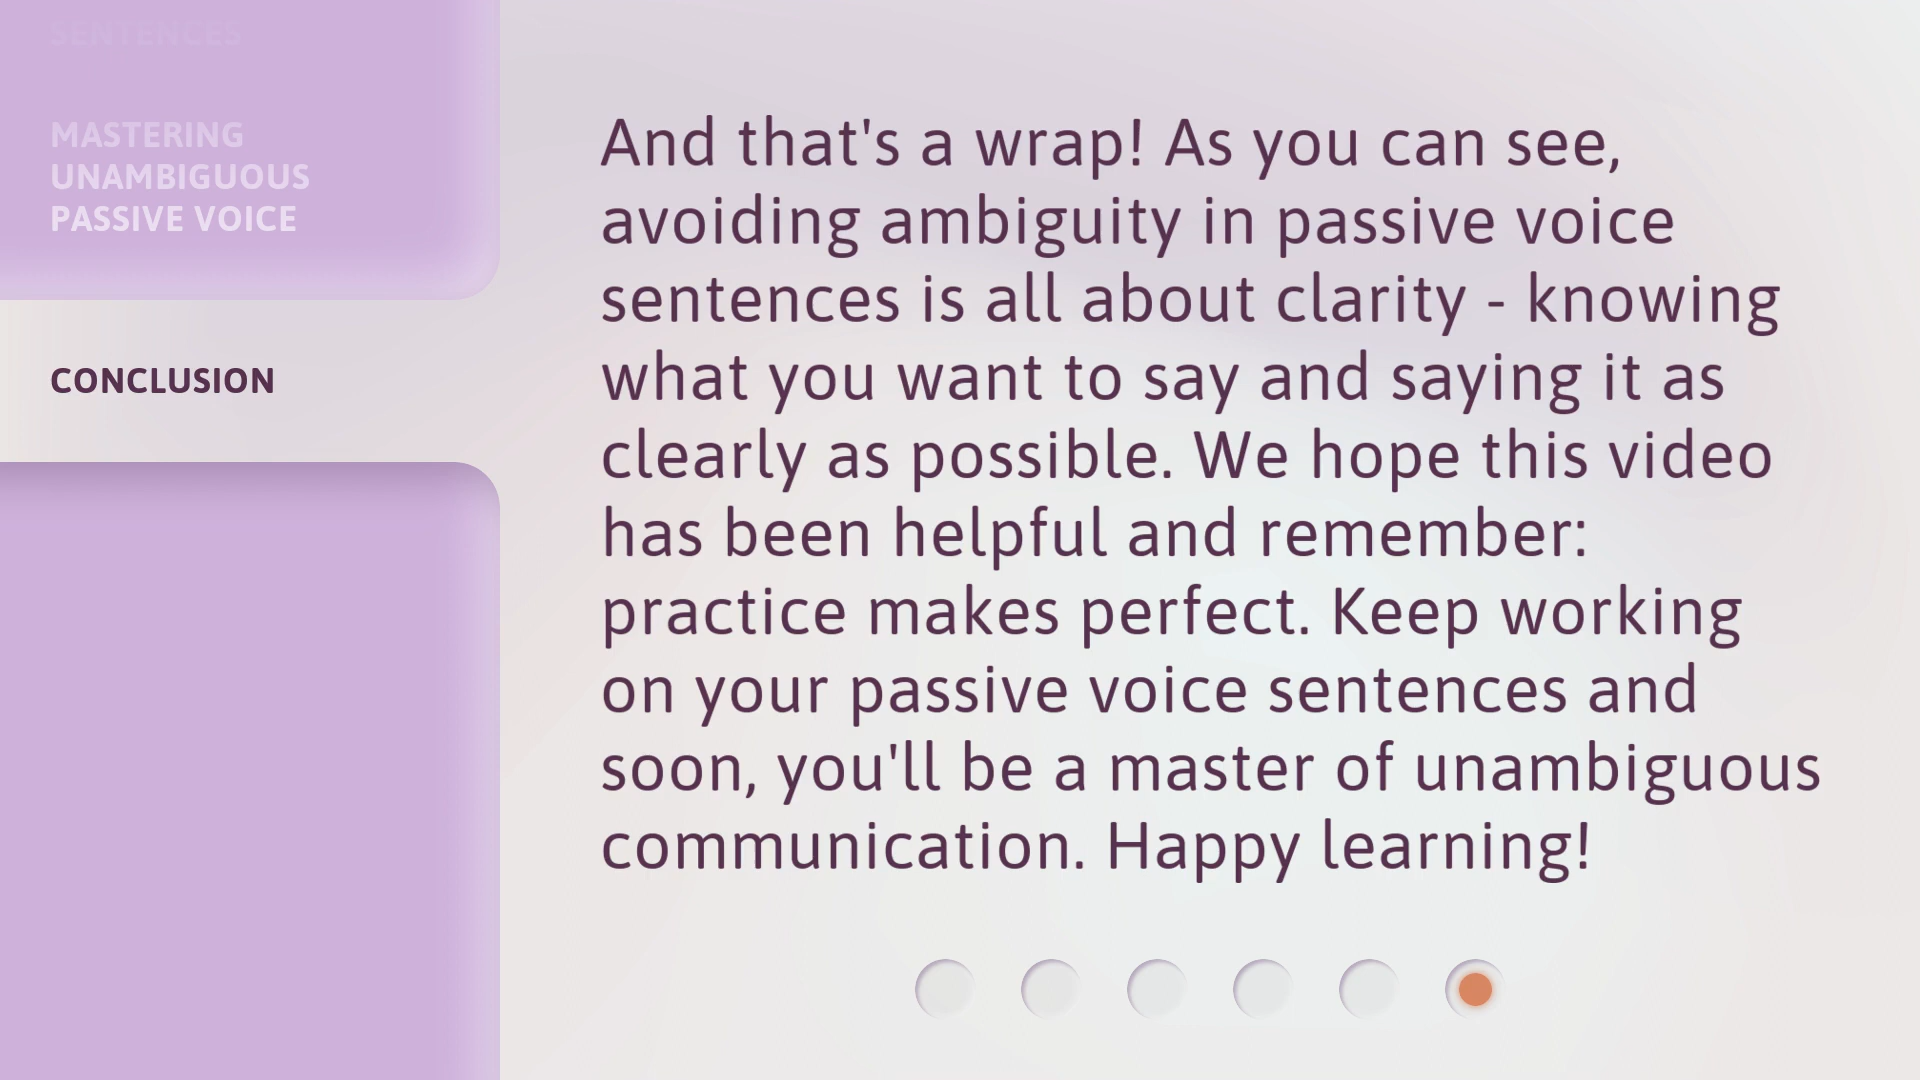 SENTENCES
MASTERING
UNAMBIGUOUS
PASSIVE VOICE
CONCLUSION
And that's a wrap! As you can see,
avoiding ambiguity in passive voice
sentences is all about clarity - knowing
what you want to say and saying it as
clearly as possible. We hope this video
has been helpful and remember:
practice makes perfect. Keep working
on your passive voice sentences and
soon, you'll be a master of unambiguous
communication. Happy learning!